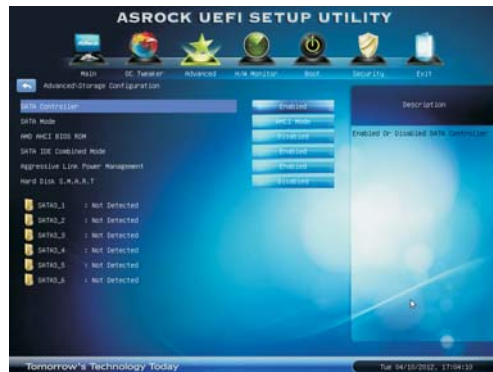 ASROCK UEFI SETUP UTILITY
Main OC Tweaker Advanced H/W Monitor Boot Security Exit
Advanced\Storage Configuration
SATA Controller Enabled
SATA Mode AHCI Mode
AMD AHCI BIOS ROM Disabled
SATA IDE Combined Mode Enabled
Aggressive Link Power Management Enabled
Hard Disk S.M.A.R.T Disabled
SATA3_1 : Not Detected
SATA3_2 : Not Detected
SATA3_3 : Not Detected
SATA3_4 : Not Detected
SATA3_5 : Not Detected
SATA3_6 : Not Detected
Description
Enabled Or Disabled SATA Controller
Tomorrow's Technology Today
Tue 04/10/2012, 17:04:10